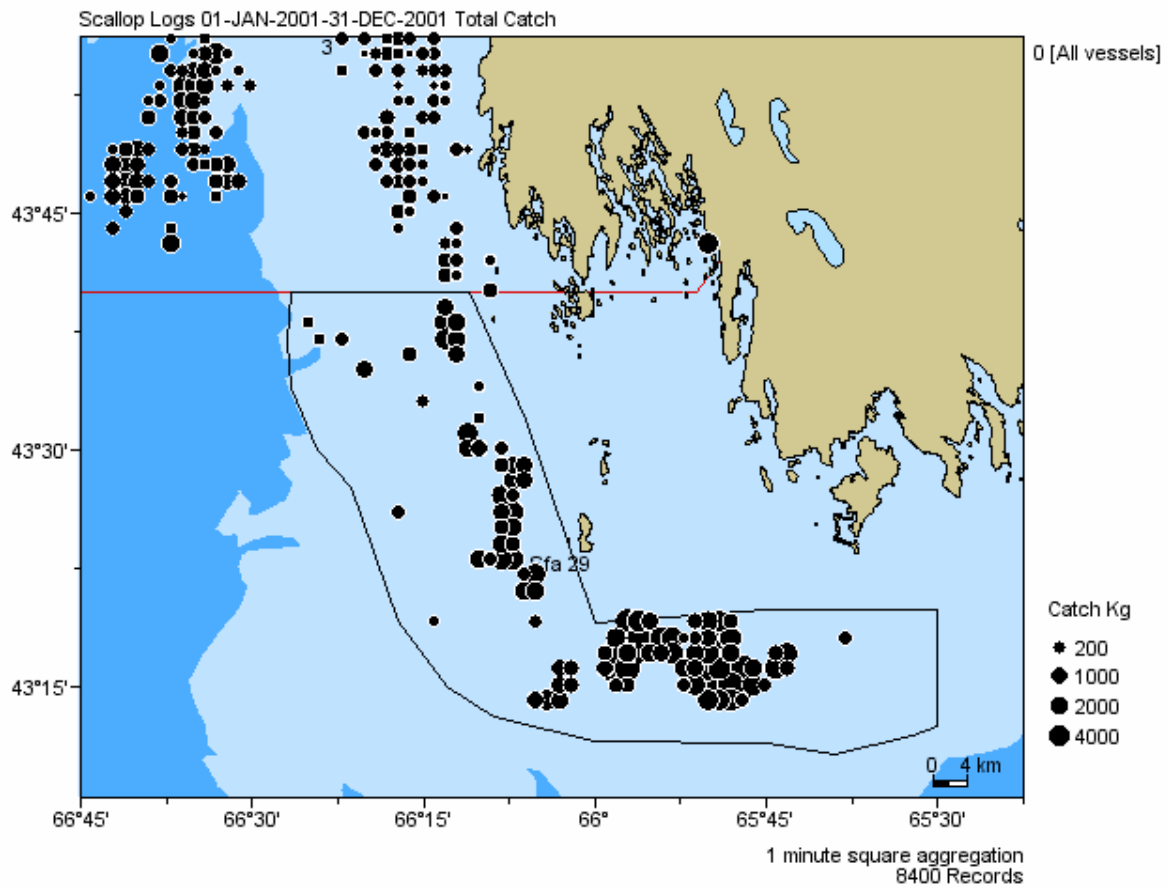 Scallop Logs 01-JAN-2001-31-DEC-2001 Total Catch
3
0 [All vessels]
43°45'
43°30'
Sfa 29
43°15'
Catch Kg
200
1000
2000
4000
0 4 km
66°45' 66°30' 66°15' 66° 65°45' 65°30'
1 minute square aggregation
8400 Records